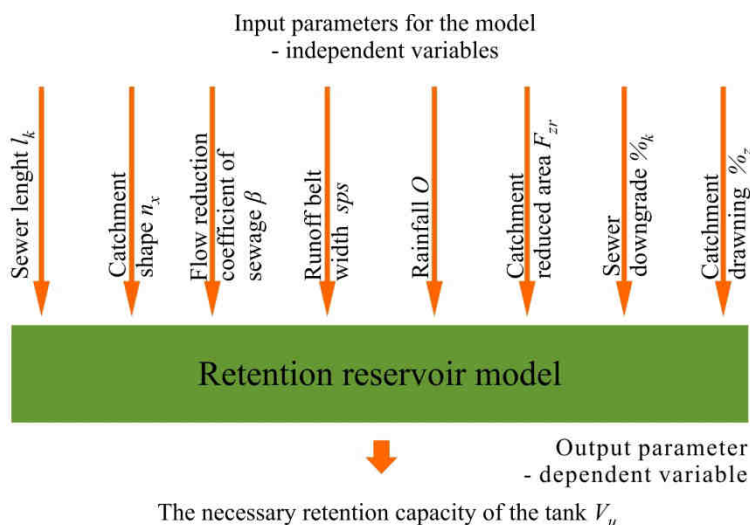 Input parameters for the model
- independent variables
Sewer lenght l_k
Catchment
shape n_x
Flow reduction
coefficient of
sewage β
Runoff belt
width sps
Rainfall O
Catchment
reduced area F_zr
Sewer
downgrade %_k
Catchment
drawning %_z
Retention reservoir model
Output parameter
- dependent variable
The necessary retention capacity of the tank V_u